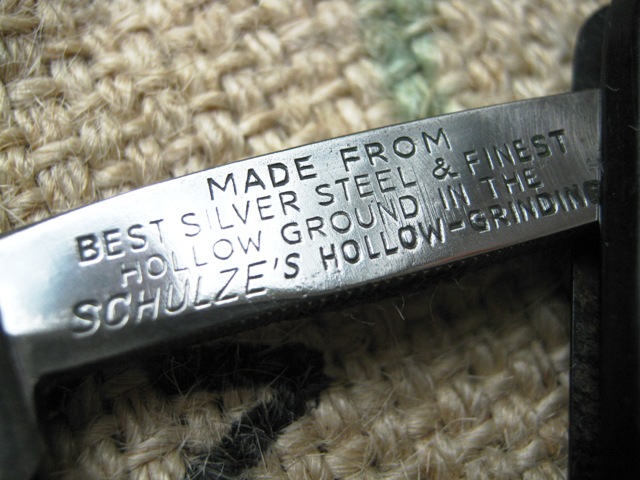 MADE FROM
BEST SILVER STEEL & FINEST
HOLLOW GROUND IN THE
SCHULZE'S HOLLOW-GRINDING